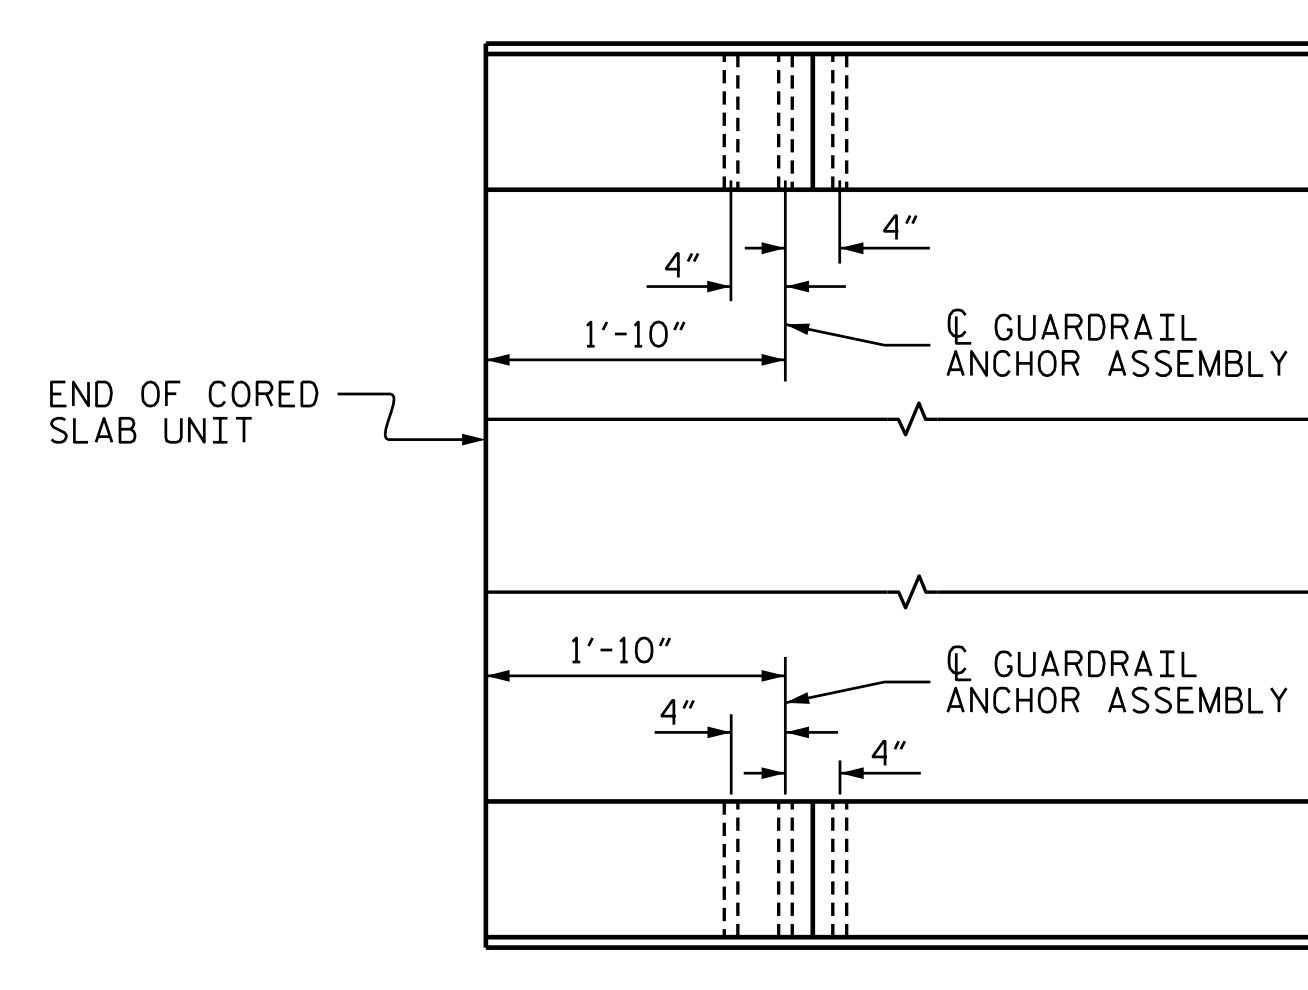 4"
4"
1'-10"
℄ GUARDRAIL
ANCHOR ASSEMBLY
END OF CORED
SLAB UNIT
1'-10"
℄ GUARDRAIL
ANCHOR ASSEMBLY
4"
4"